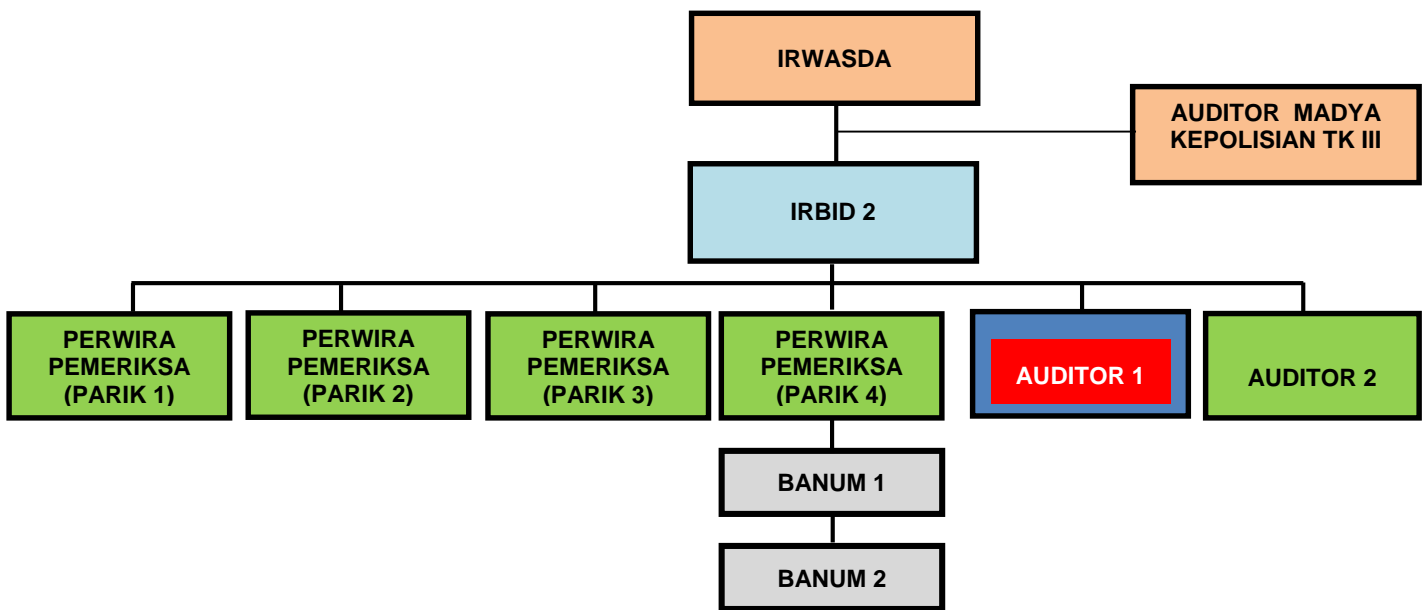 IRWASDA
AUDITOR MADYA
KEPOLISIAN TK III
IRBID 2
PERWIRA
PEMERIKSA
(PARIK 1)
PERWIRA
PEMERIKSA
(PARIK 2)
PERWIRA
PEMERIKSA
(PARIK 3)
PERWIRA
PEMERIKSA
(PARIK 4)
AUDITOR 1
AUDITOR 2
BANUM 1
BANUM 2